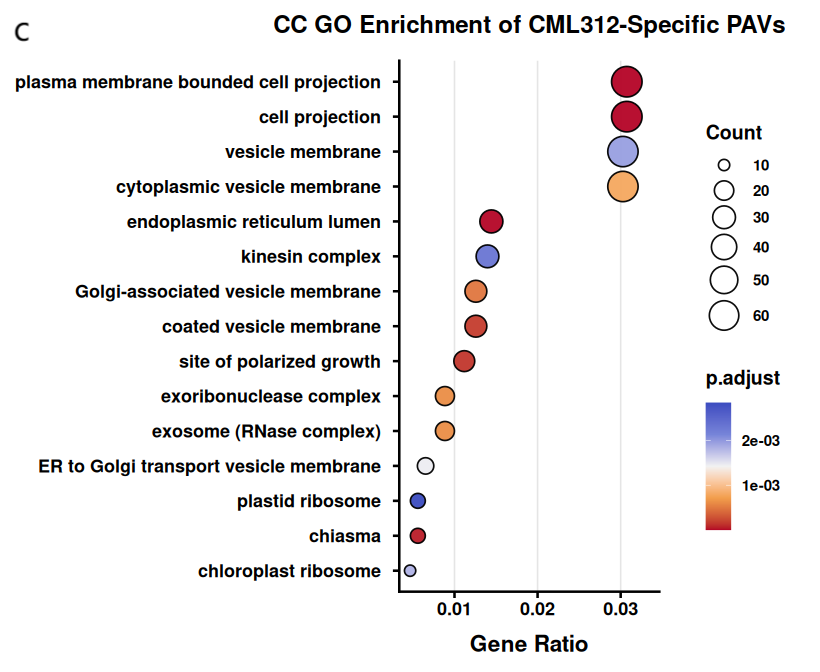 C
CC GO Enrichment of CML312-Specific PAVs
plasma membrane bounded cell projection
cell projection
vesicle membrane
cytoplasmic vesicle membrane
endoplasmic reticulum lumen
kinesin complex
Golgi-associated vesicle membrane
coated vesicle membrane
site of polarized growth
exoribonuclease complex
exosome (RNase complex)
ER to Golgi transport vesicle membrane
plastid ribosome
chiasma
chloroplast ribosome
0.01 0.02 0.03
Gene Ratio
Count
10
20
30
40
50
60
p.adjust
2e-03
1e-03